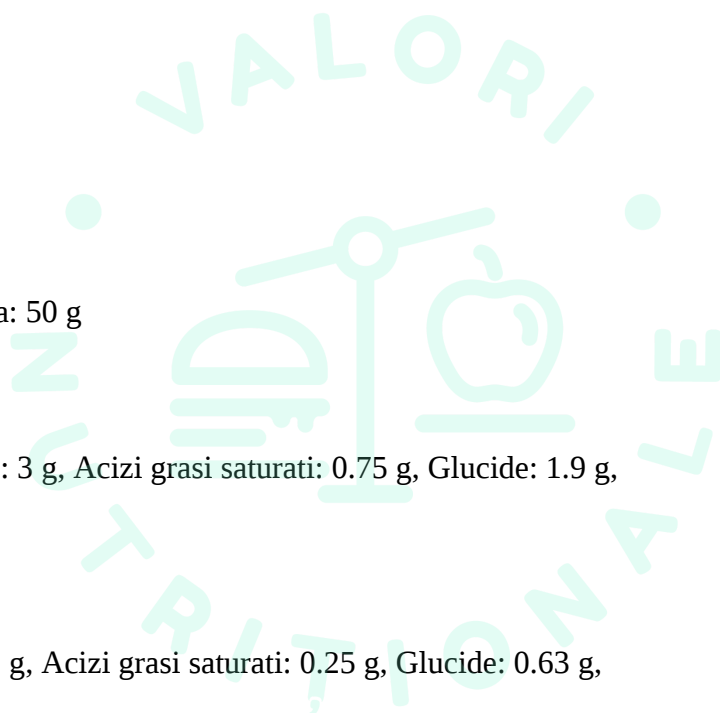 VALORI
a: 50 g
: 3 g, Acizi grasi saturati: 0.75 g, Glucide: 1.9 g,
g, Acizi grasi saturati: 0.25 g, Glucide: 0.63 g,
NUTRIȚIONALE